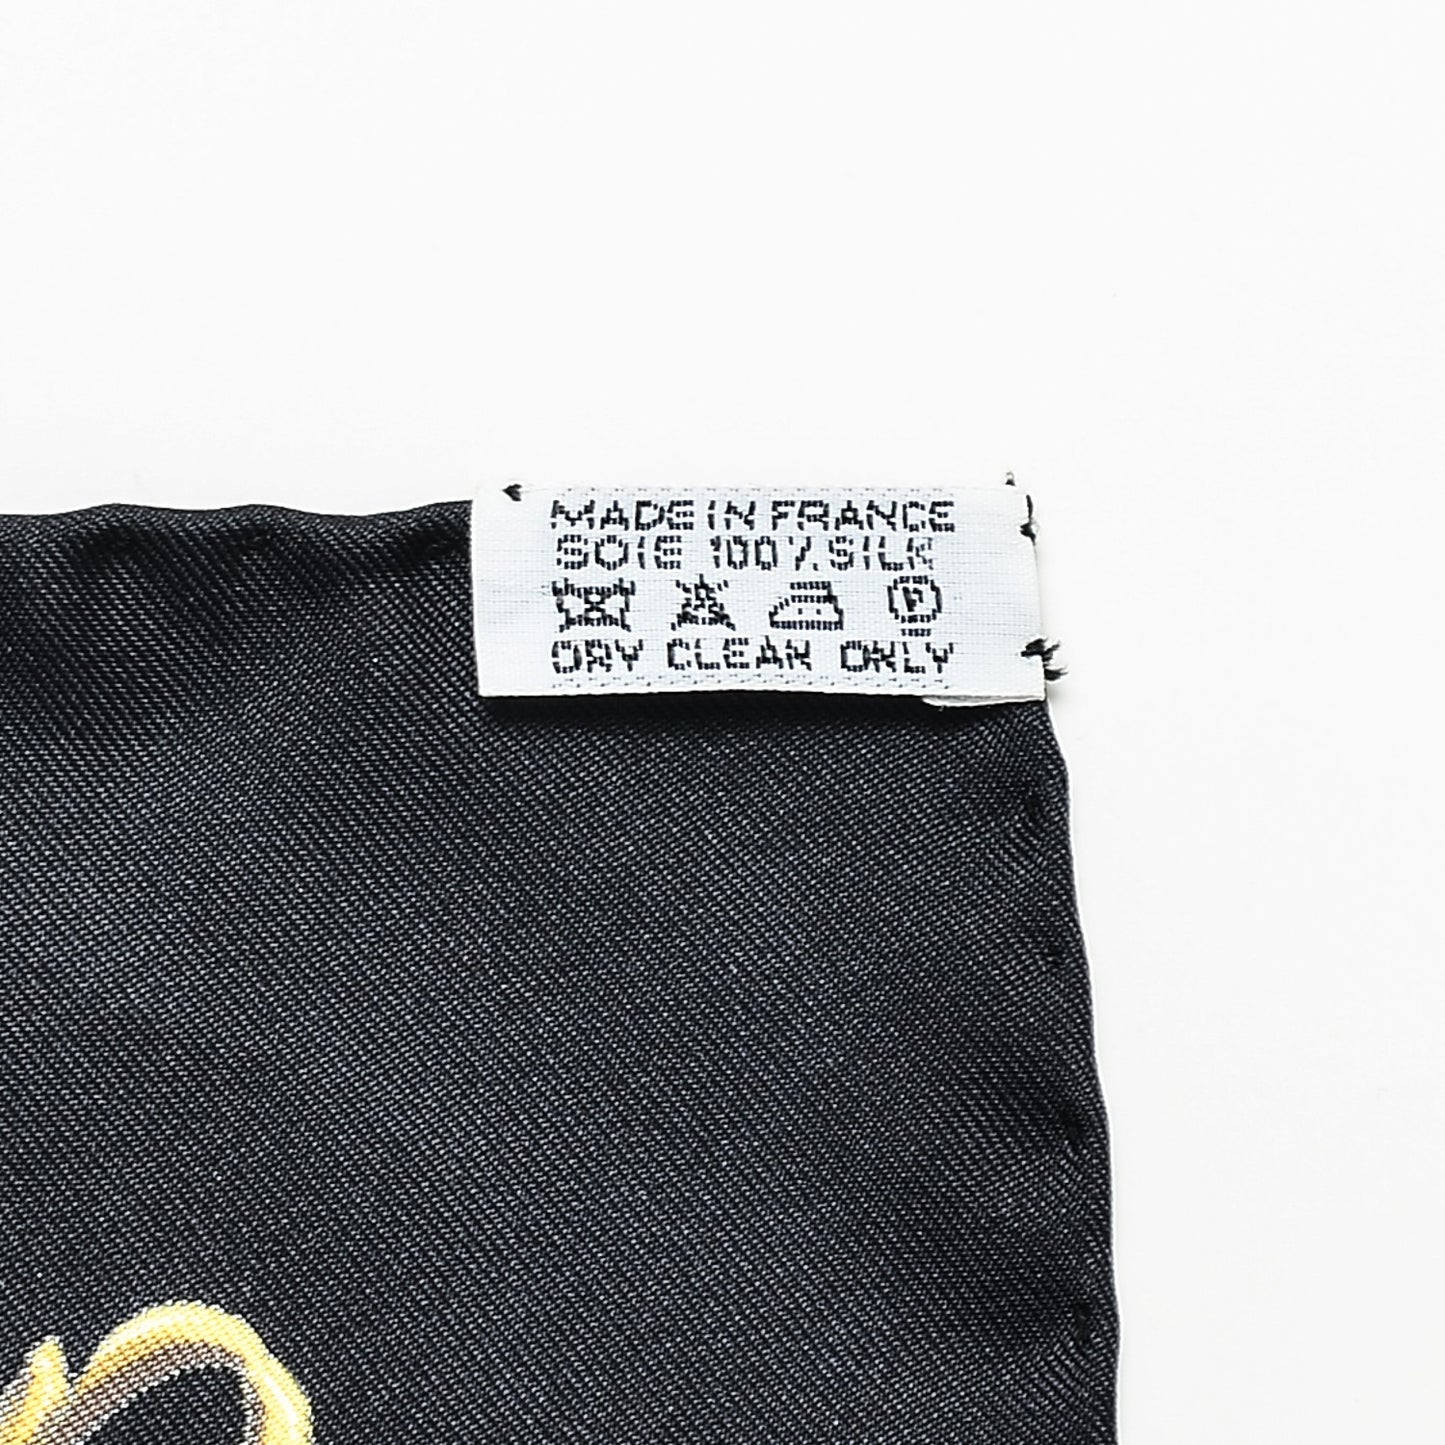 MADE IN FRANCE
SOIE 100% SILK
P
DRY CLEAN ONLY